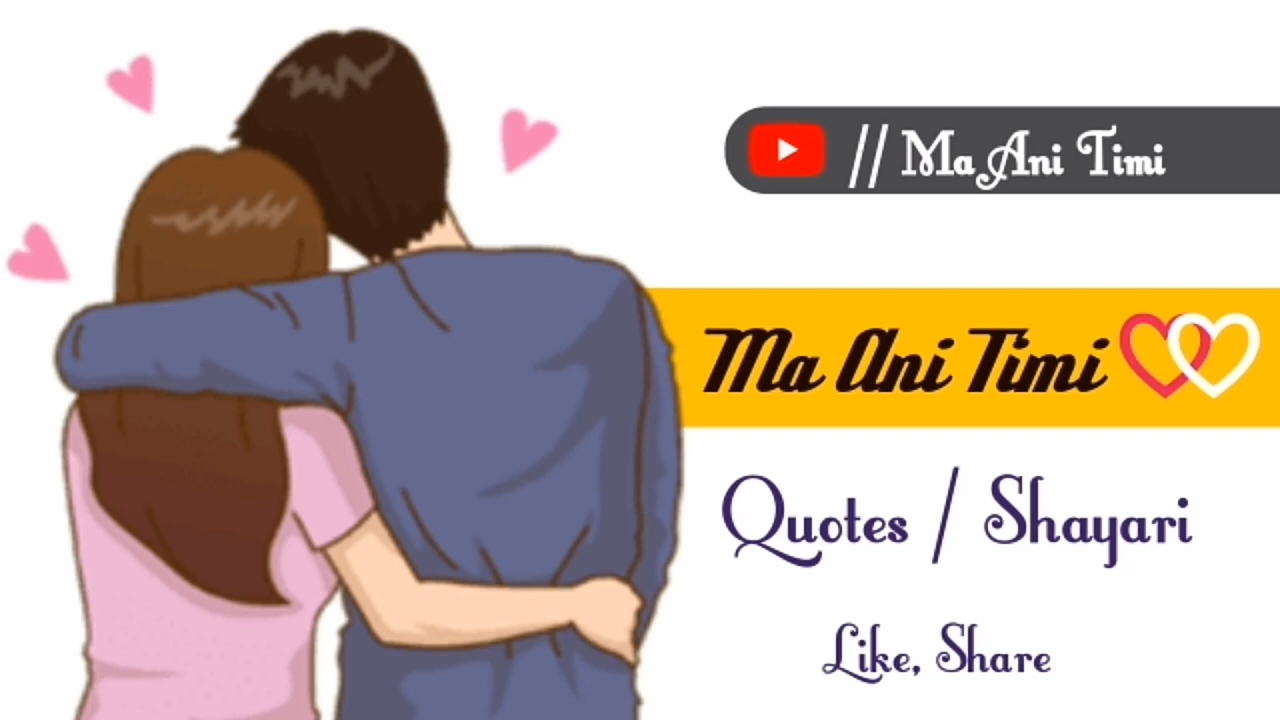 // Ma Ani Timi
Ma Ani Timi
Quotes / Shayari
Like, Share